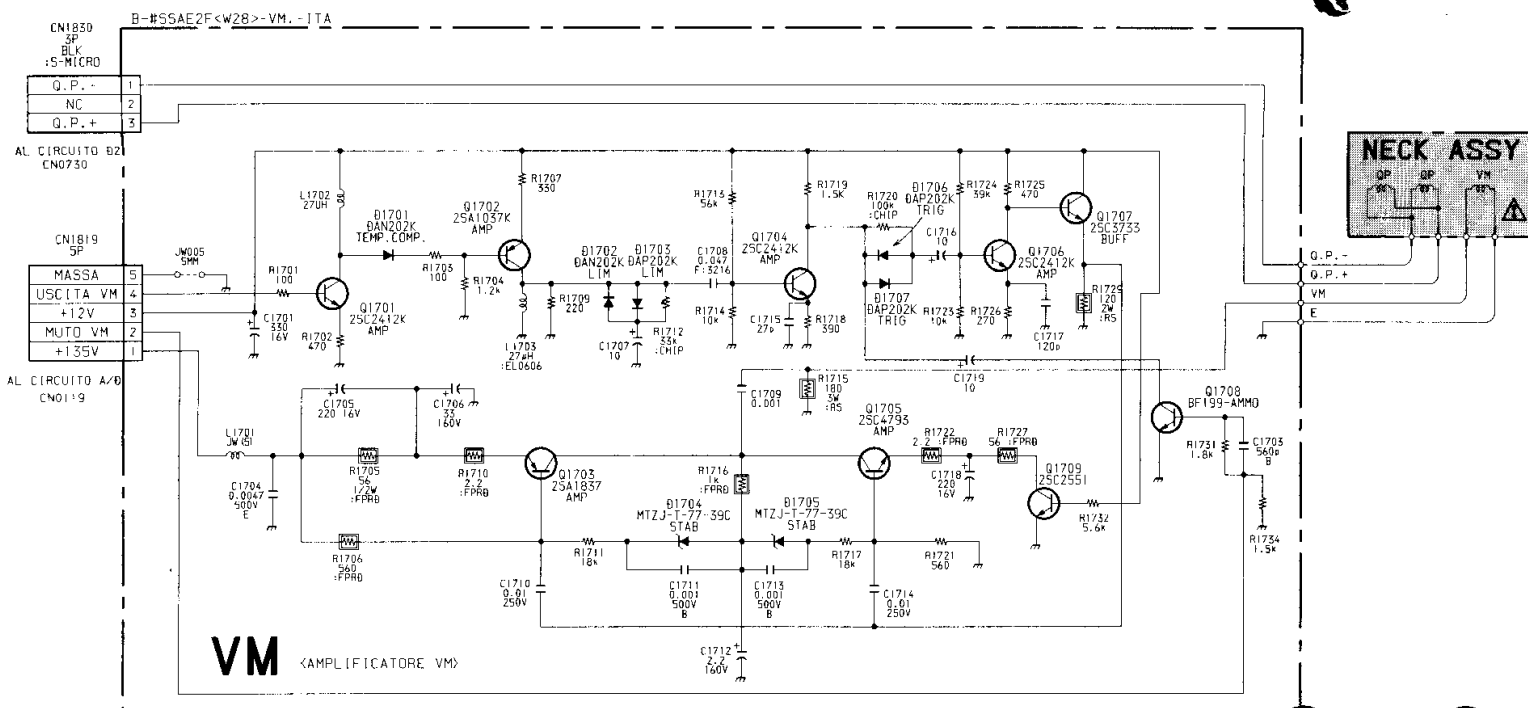 B-#SSAE2F<W28>-VM.-ITA
CN1830
3P
BLK
:S-MICRO
Q.P.- 1
NC 2
Q.P.+ 3
AL CIRCUITO D2
CN0730
CN1819
5P
MASSA 5
USCITA VM 4
+12V 3
MUTO VM 2
+135V 1
AL CIRCUITO A/D
CN0119
JW005
5MM
R1701
100
C1701
330
16V
R1702
470
Q1701
2SC2412K
AMP
L1702
27UH
D1701
DAN202K
TEMP.COMP.
R1703
100
R1704
1.2k
Q1702
2SA1037K
AMP
R1707
330
L1703
27µH
:EL0606
R1709
220
D1702
DAN202K
LIM
D1703
DAP202K
LIM
C1707
10
R1712
33k
:CHIP
C1708
0.047
F:3216
R1713
56k
R1714
10k
Q1704
2SC2412K
AMP
C1715
27p
R1718
390
R1719
1.5K
R1720
100k
:CHIP
D1706
DAP202K
TRIG
D1707
DAP202K
TRIG
C1716
10
R1724
39k
R1725
470
R1723
10k
R1726
270
Q1706
2SC2412K
AMP
C1717
120p
Q1707
2SC3733
BUFF
R1729
120
2W
:RS
C1719
10
Q1708
BF199-AMMO
R1731
1.8k
C1703
560p
B
R1734
1.5k
NECK ASSY
QP QP VM
Q.P.-
Q.P.+
VM
E
L1701
JW(5)
C1704
0.0047
500V
E
C1705
220 16V
C1706
33
160V
R1705
56
1/2W
:FPRD
R1710
2.2
:FPRD
R1706
560
:FPRD
Q1703
2SA1837
AMP
C1709
0.001
R1715
180
3W
:RS
R1716
1k
:FPRD
Q1705
2SC4793
AMP
R1722
2.2 :FPRD
C1718
220
16V
R1727
56 :FPRD
Q1709
2SC2551
R1732
5.6k
R1711
18k
D1704
MTZJ-T-77-39C
STAB
D1705
MTZJ-T-77-39C
STAB
R1717
18k
R1721
560
C1710
0.01
250V
C1711
0.001
500V
B
C1713
0.001
500V
B
C1714
0.01
250V
C1712
2.2
160V
VM <AMPLIFICATORE VM>